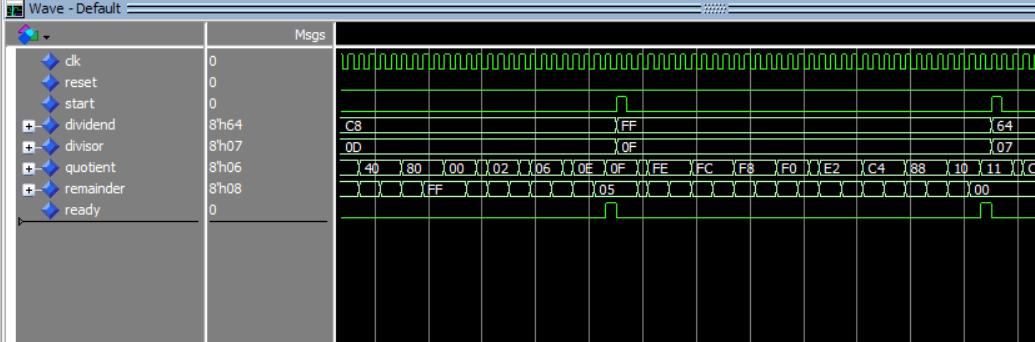 Wave - Default
Msgs
clk 0
reset 0
start 0
dividend 8'h64 C8 FF 64
divisor 8'h07 0D 0F 07
quotient 8'h06 40 80 00 02 06 0E 0F FE FC F8 F0 E2 C4 88 10 11
remainder 8'h08 FF 05 00
ready 0